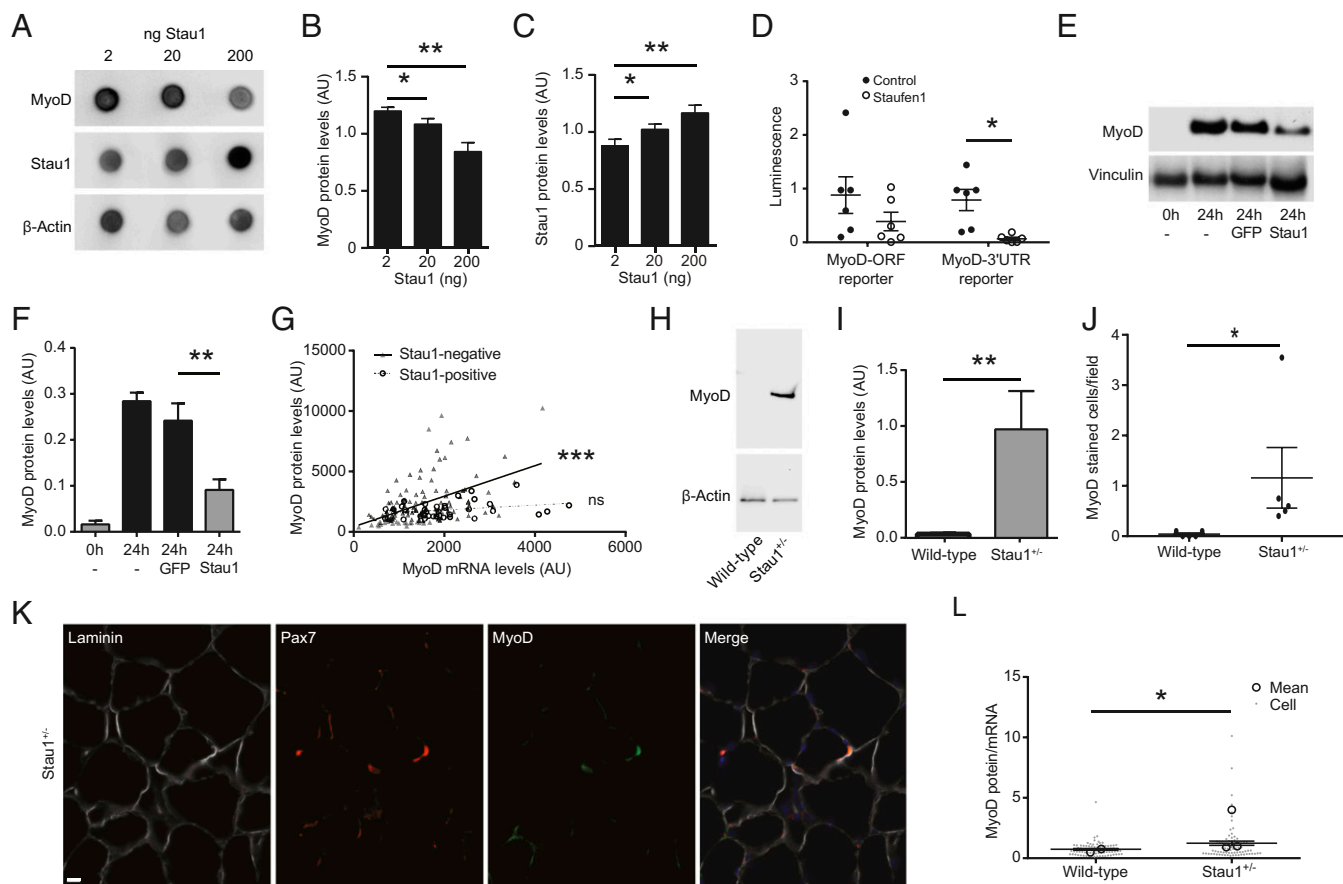 A
ng Stau1
2 20 200
MyoD
Stau1
β-Actin
B
MyoD protein levels (AU)
1.5
1.0
0.5
0
**
*
2 20 200
Stau1 (ng)
C
Stau1 protein levels (AU)
1.5
1.0
0.5
0
**
*
2 20 200
Stau1 (ng)
D
Luminescence
3
2
1
0
Control
Staufen1
*
MyoD-ORF
reporter
MyoD-3'UTR
reporter
E
MyoD
Vinculin
0h 24h 24h 24h
- - GFP Stau1
F
MyoD protein levels (AU)
0.4
0.3
0.2
0.1
0.0
**
0h 24h 24h 24h
- - GFP Stau1
G
MyoD protein levels (AU)
15000
10000
5000
0
Stau1-negative
Stau1-positive
***
ns
0 2000 4000 6000
MyoD mRNA levels (AU)
H
MyoD
β-Actin
Wild-type
Stau1+/-
I
MyoD protein levels (AU)
1.5
1.0
0.5
0.0
**
Wild-type Stau1+/-
J
MyoD stained cells/field
4
3
2
1
0
*
Wild-type Stau1+/-
K
Stau1+/-
Laminin
Pax7
MyoD
Merge
L
MyoD potein/mRNA
15
10
5
0
*
Mean
Cell
Wild-type Stau1+/-